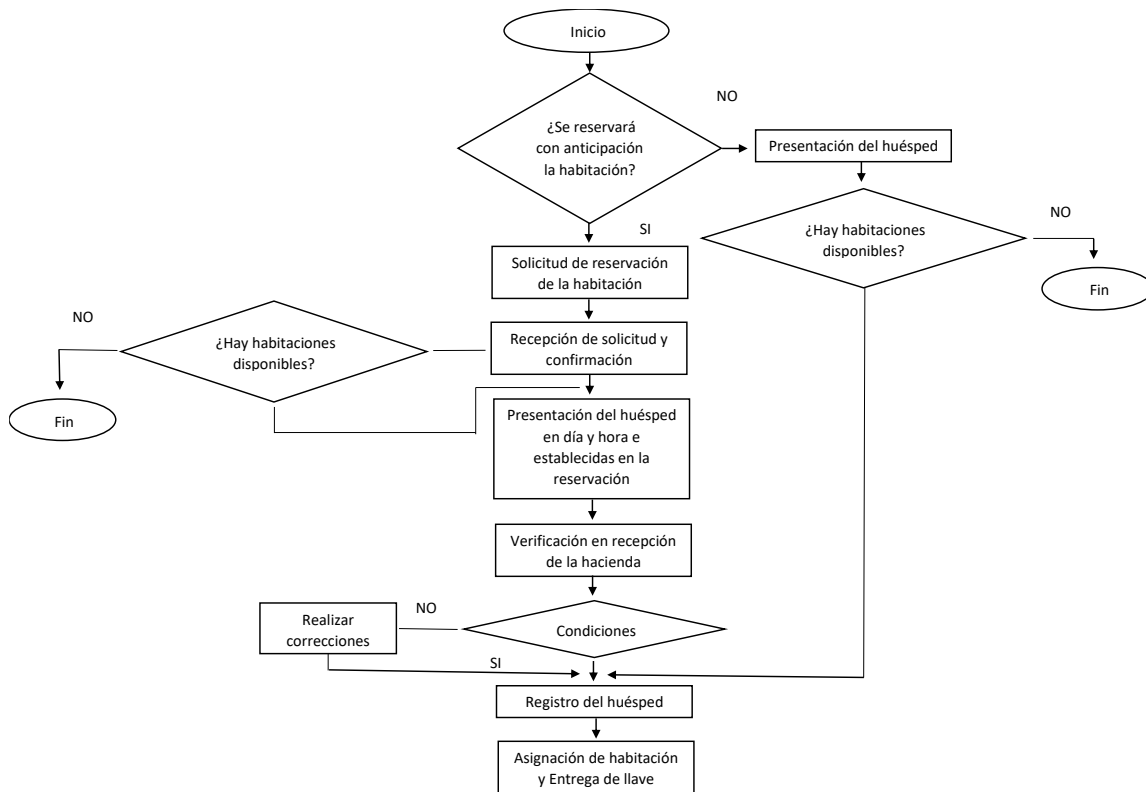 Inicio
NO
¿Se reservará
con anticipación
la habitación?
Presentación del huésped
SI
NO
¿Hay habitaciones
disponibles?
Fin
Solicitud de reservación
de la habitación
NO
¿Hay habitaciones
disponibles?
Recepción de solicitud y
confirmación
Fin
Presentación del huésped
en día y hora e
establecidas en la
reservación
Verificación en recepción
de la hacienda
Realizar
correcciones
NO
Condiciones
SI
Registro del huésped
Asignación de habitación
y Entrega de llave